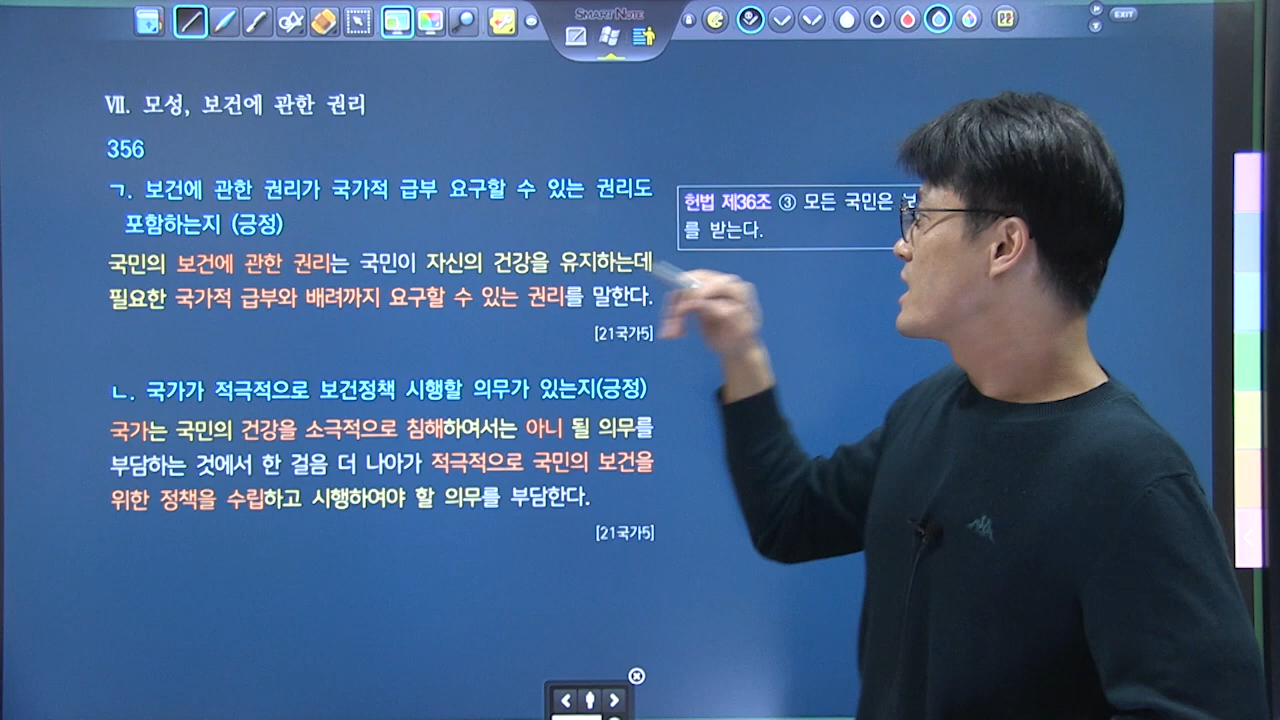 SMART NOTE
EXIT
Ⅶ. 모성, 보건에 관한 권리
356
ㄱ. 보건에 관한 권리가 국가적 급부 요구할 수 있는 권리도
포함하는지 (긍정)
헌법 제36조 ③ 모든 국민은
를 받는다.
국민의 보건에 관한 권리는 국민이 자신의 건강을 유지하는데
필요한 국가적 급부와 배려까지 요구할 수 있는 권리를 말한다.
[21국가5]
ㄴ. 국가가 적극적으로 보건정책 시행할 의무가 있는지(긍정)
국가는 국민의 건강을 소극적으로 침해하여서는 아니 될 의무를
부담하는 것에서 한 걸음 더 나아가 적극적으로 국민의 보건을
위한 정책을 수립하고 시행하여야 할 의무를 부담한다.
[21국가5]